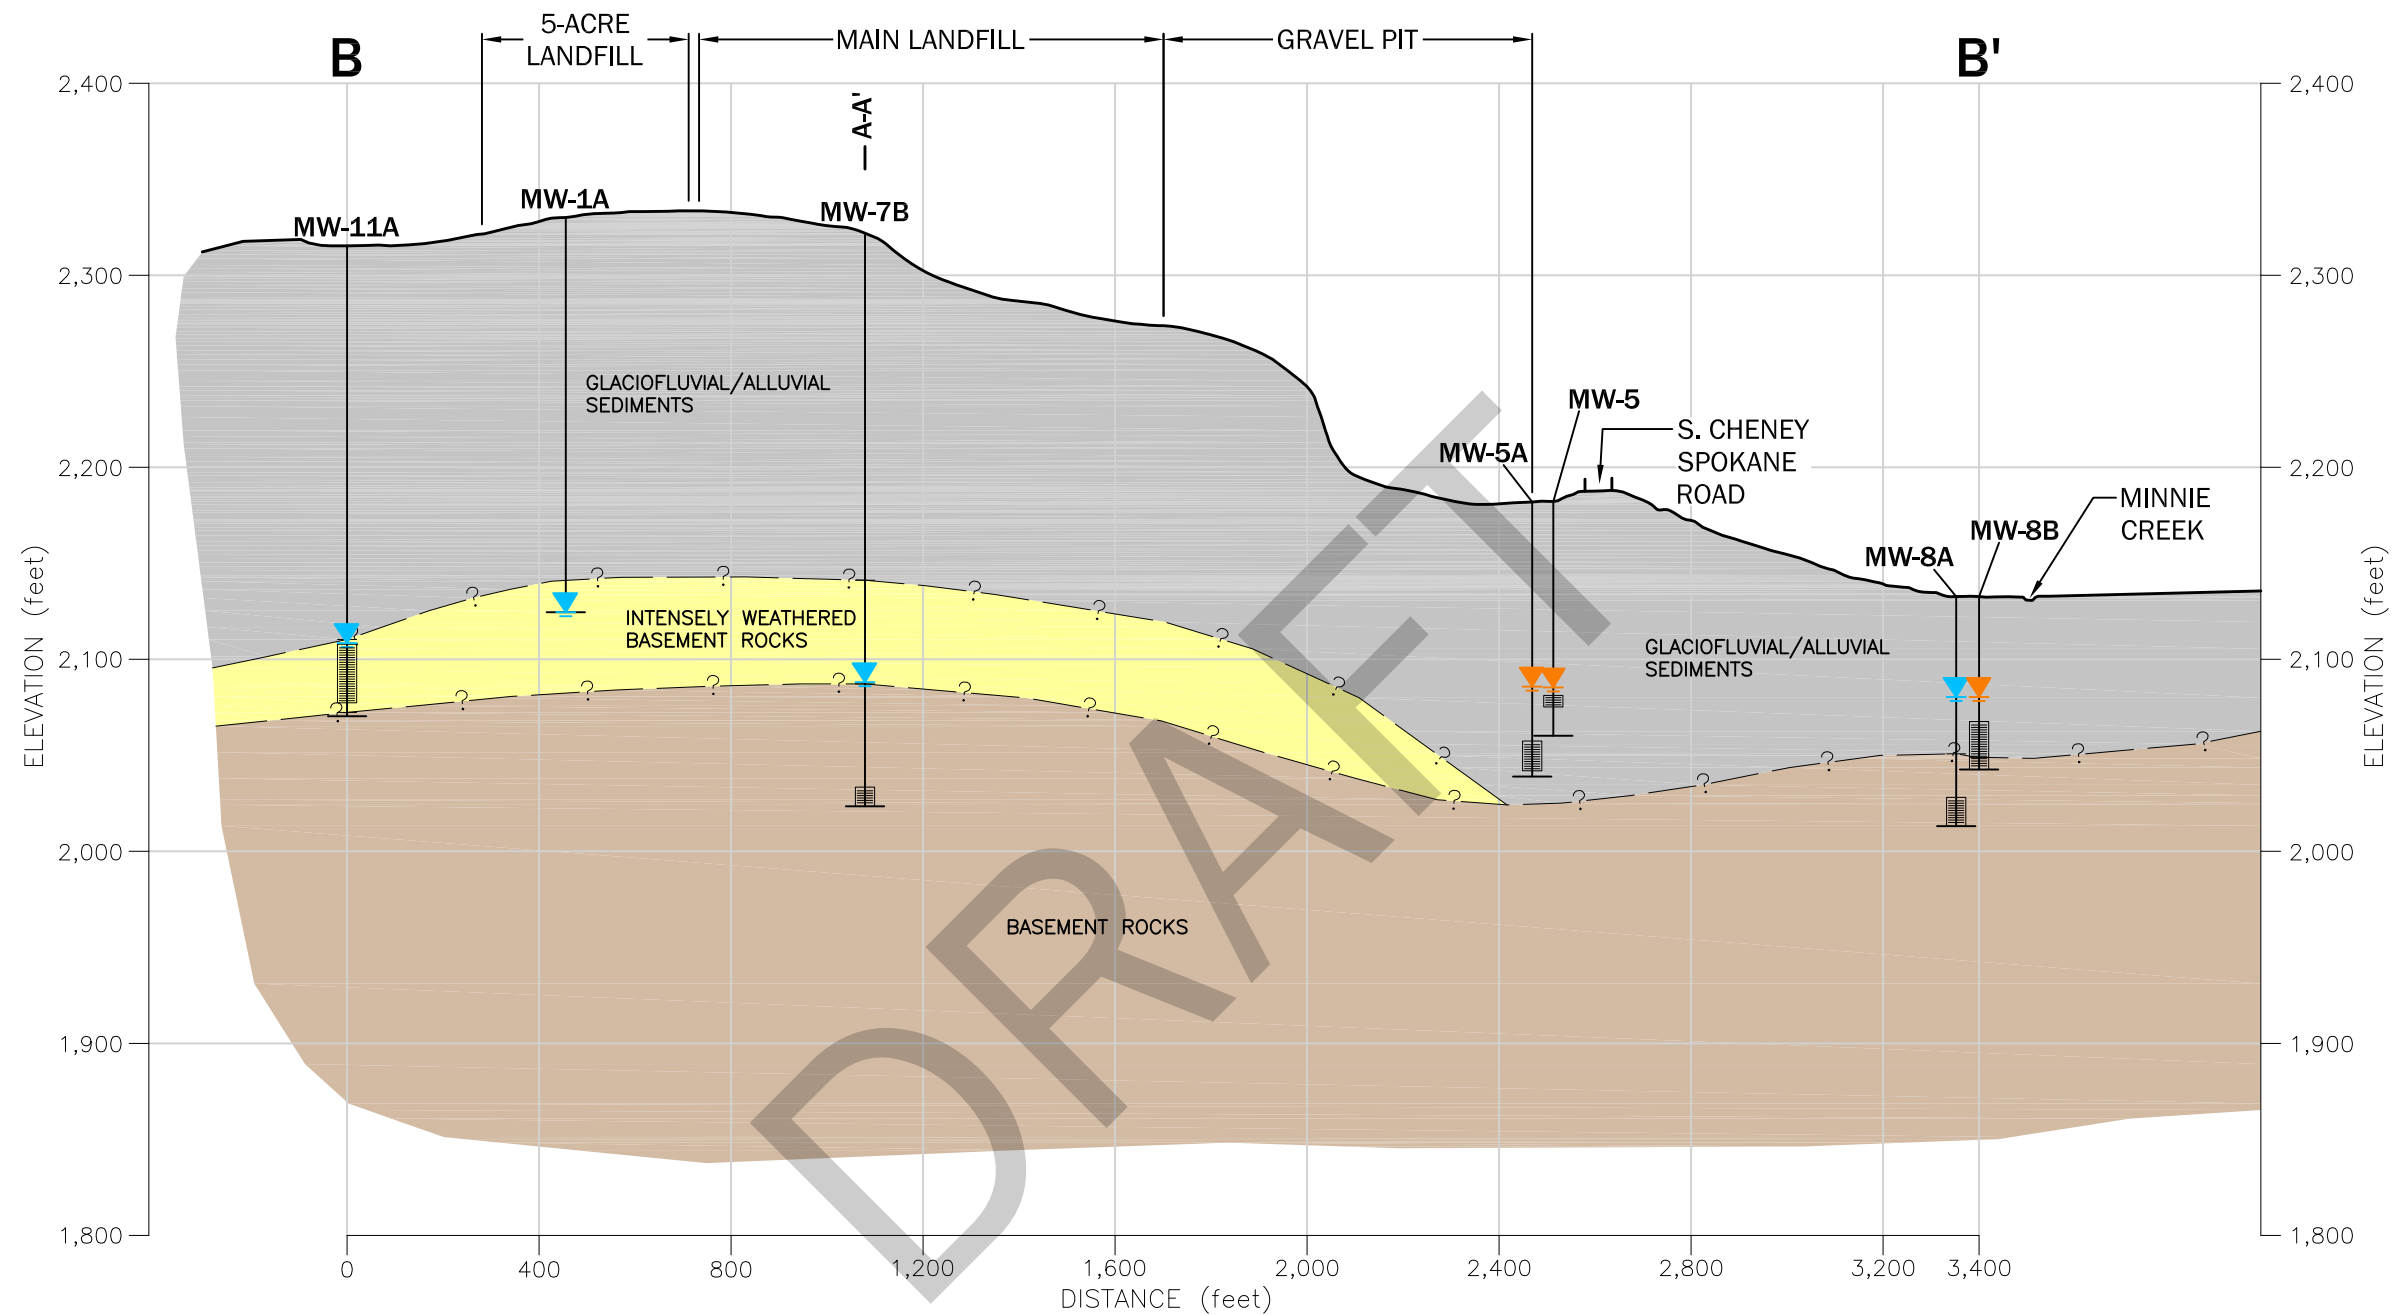 5-ACRE
LANDFILL
MAIN LANDFILL
GRAVEL PIT
B
B'
A-A'
2,400
2,400
MW-11A
MW-1A
MW-7B
2,300
2,300
GLACIOFLUVIAL/ALLUVIAL
SEDIMENTS
MW-5
MW-5A
S. CHENEY
SPOKANE
ROAD
2,200
2,200
MINNIE
CREEK
MW-8B
MW-8A
ELEVATION (feet)
ELEVATION (feet)
? ? ? ? ? ? ? ? ? ? ?
INTENSELY WEATHERED
BASEMENT ROCKS
GLACIOFLUVIAL/ALLUVIAL
SEDIMENTS
2,100
2,100
? ? ? ? ? ? ? ? ? ? ? ? ? ? ? ?
2,000
2,000
BASEMENT ROCKS
DRAFT
1,900
1,900
1,800
1,800
0 400 800 1,200 1,600 2,000 2,400 2,800 3,200 3,400
DISTANCE (feet)